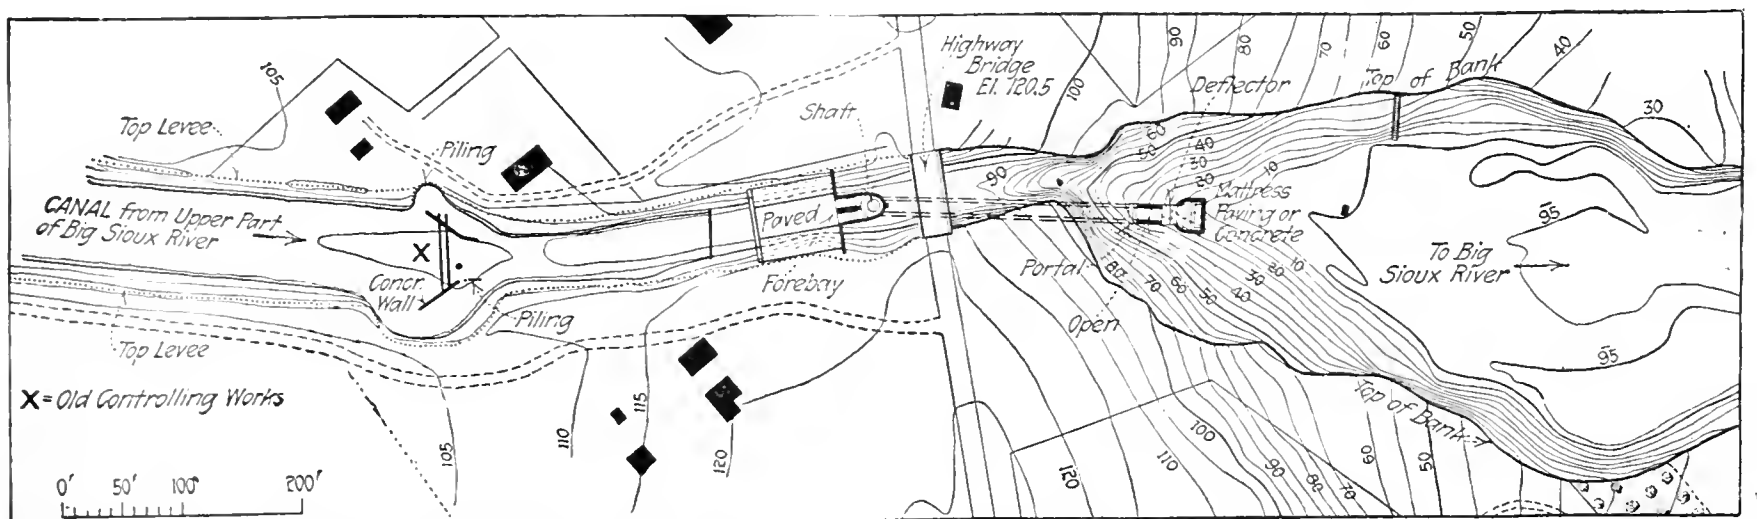 105
Top Levee
Piling
CANAL from Upper Part
of Big Sioux River
X
Concr.
Wall
Piling
Top Levee
X = Old Controlling Works
0' 50' 100' 200'
105
110
115
120
Shaft
Paved
Forebay
Highway
Bridge
El. 120.5
100
90
80
70
60
50
40
30
Deflector
Top of Bank
90
60
50
40
30
20
10
Mattress
Paving or
Concrete
Portal
Open
80
70
60
50
40
30
20
10
95
To Big
Sioux River
95
Top of Bank
120
110
100
90
80
70
60
50